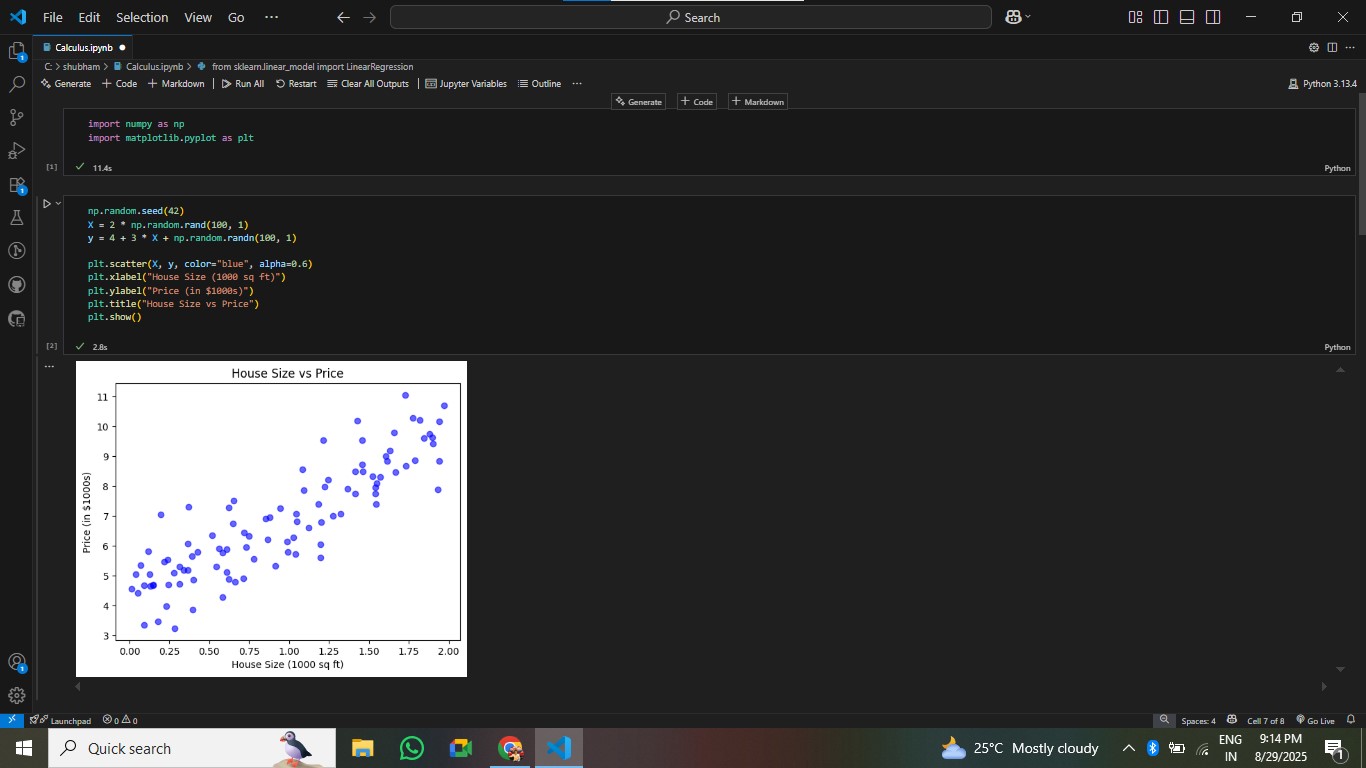 File Edit Selection View Go ··· Search
Calculus.ipynb
C: > shubham > Calculus.ipynb > from sklearn.linear_model import LinearRegression
Generate + Code + Markdown | Run All Restart Clear All Outputs | Jupyter Variables Outline ··· Python 3.13.4
Generate + Code + Markdown
import numpy as np
import matplotlib.pyplot as plt
[1] 11.4s Python
np.random.seed(42)
X = 2 * np.random.rand(100, 1)
y = 4 + 3 * X + np.random.randn(100, 1)
plt.scatter(X, y, color="blue", alpha=0.6)
plt.xlabel("House Size (1000 sq ft)")
plt.ylabel("Price (in $1000s)")
plt.title("House Size vs Price")
plt.show()
[2] 2.8s Python
House Size vs Price
11
10
9
8
7
6
5
4
3
Price (in $1000s)
0.00 0.25 0.50 0.75 1.00 1.25 1.50 1.75 2.00
House Size (1000 sq ft)
Launchpad 0 0 Spaces: 4 Cell 7 of 8 Go Live
Quick search 25°C Mostly cloudy ENG IN 9:14 PM 8/29/2025 1